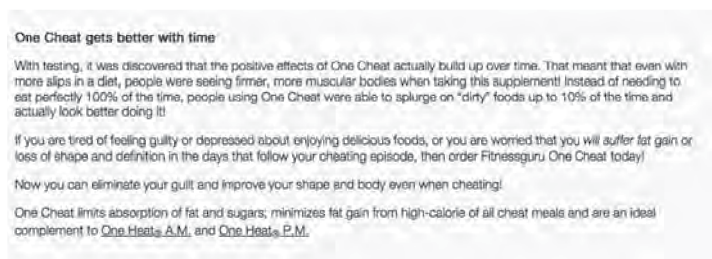 One Cheat gets better with time
With testing, it was discovered that the positive effects of One Cheat actually build up over time. That meant that even with
more slips in a diet, people were seeing firmer, more muscular bodies when taking this supplement! Instead of needing to
eat perfectly 100% of the time, people using One Cheat were able to splurge on "dirty" foods up to 10% of the time and
actually look better doing it!
If you are tired of feeling guilty or depressed about enjoying delicious foods, or you are worried that you will suffer fat gain or
loss of shape and definition in the days that follow your cheating episode, then order Fitnessguru One Cheat today!
Now you can eliminate your guilt and improve your shape and body even when cheating!
One Cheat limits absorption of fat and sugars; minimizes fat gain from high-calorie of all cheat meals and are an ideal
complement to One Heat® A.M. and One Heat® P.M.